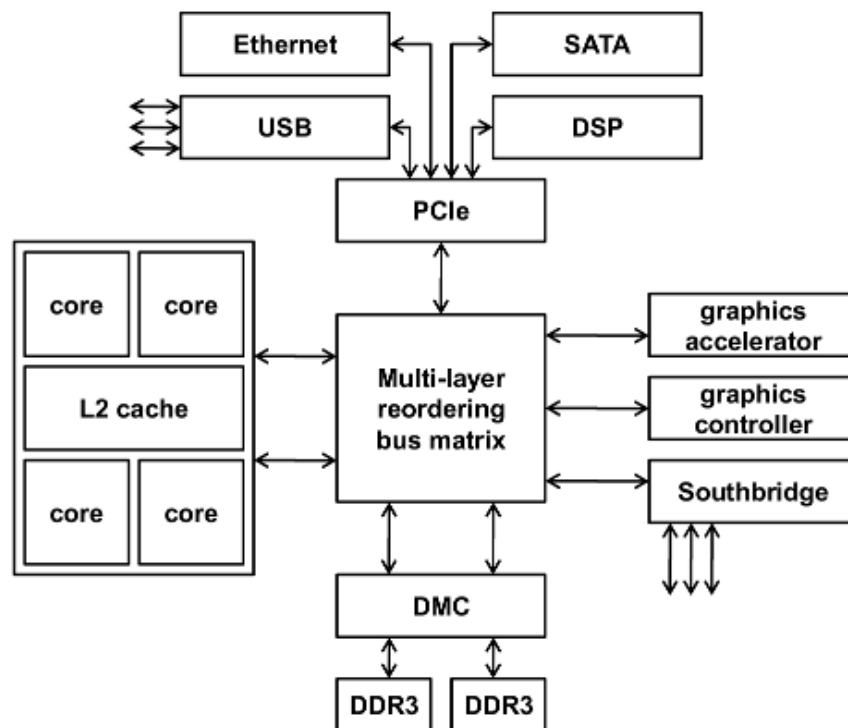 Ethernet
SATA
USB
DSP
PCIe
core
core
L2 cache
core
core
Multi-layer
reordering
bus matrix
graphics
accelerator
graphics
controller
Southbridge
DMC
DDR3
DDR3